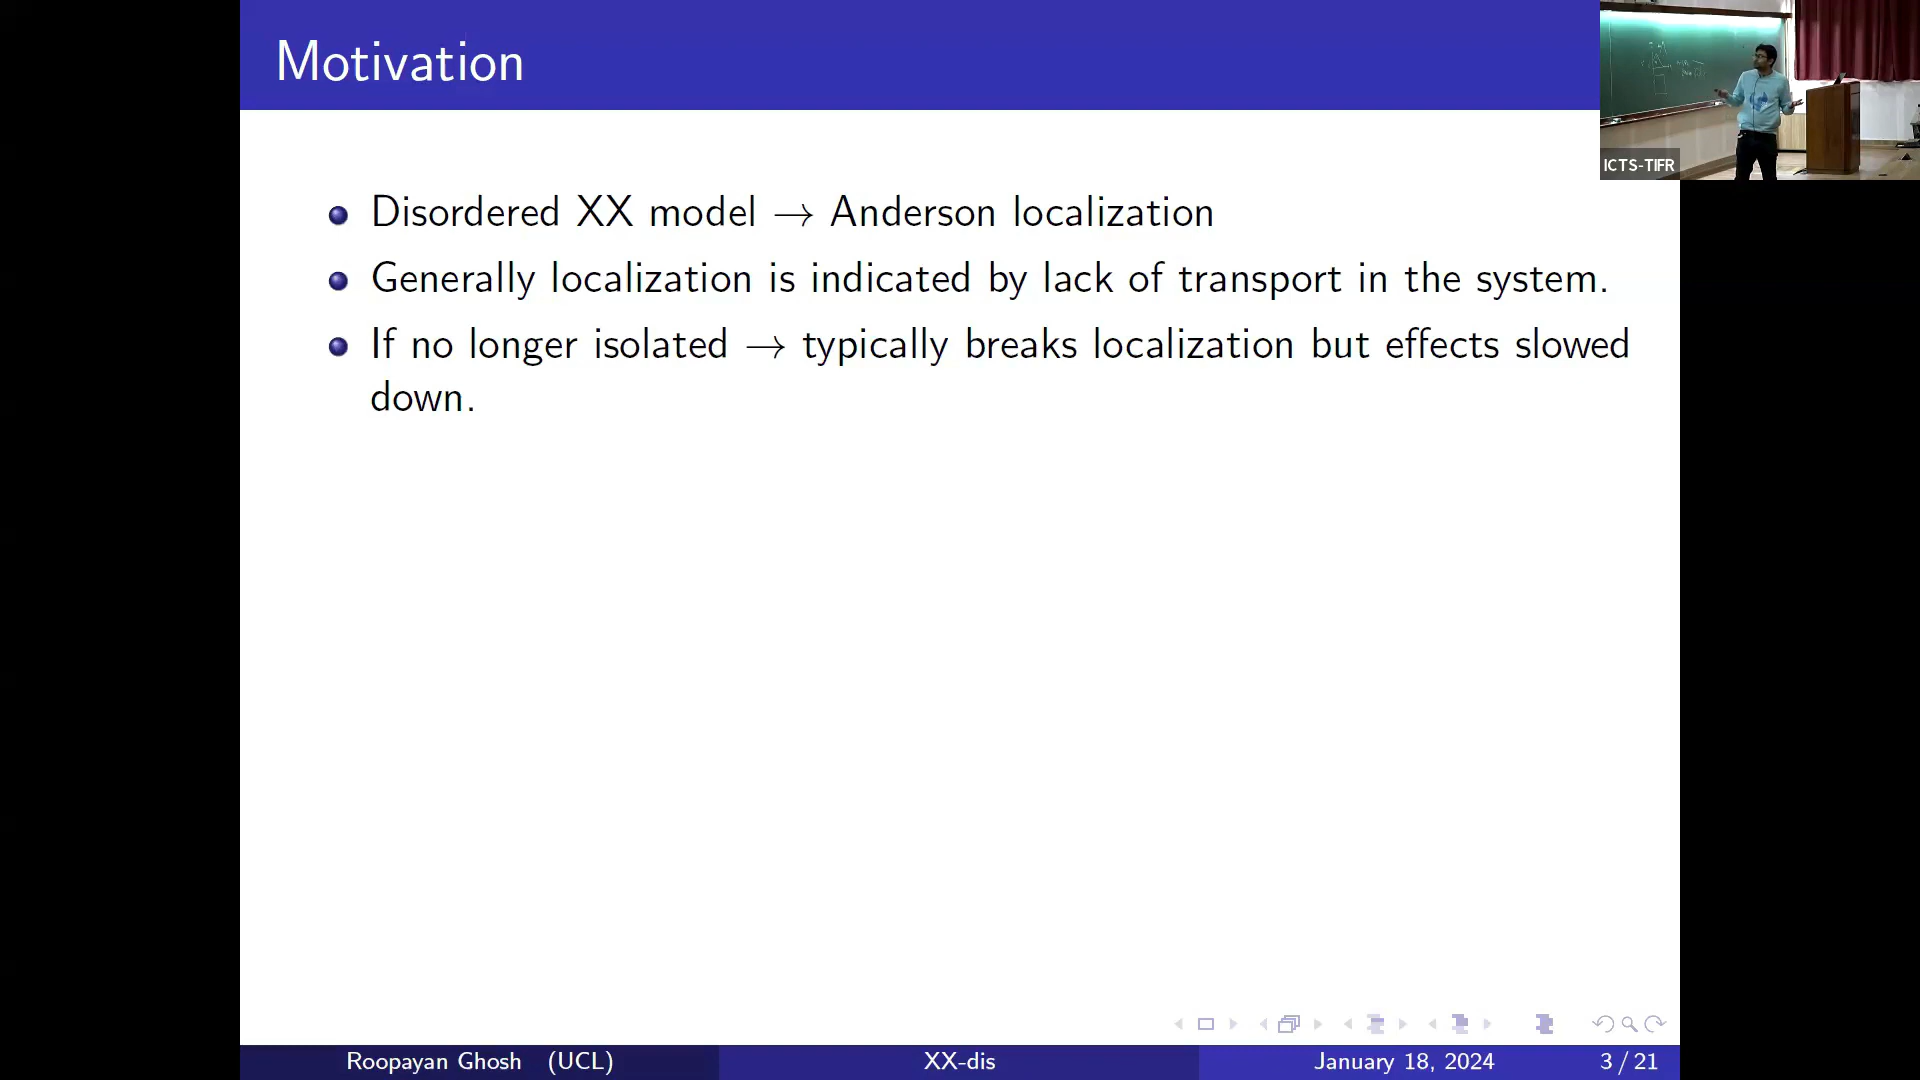 Motivation
ICTS-TIFR
Disordered XX model → Anderson localization
Generally localization is indicated by lack of transport in the system.
If no longer isolated → typically breaks localization but effects slowed
down.
Roopayan Ghosh (UCL) XX-dis January 18, 2024 3 / 21